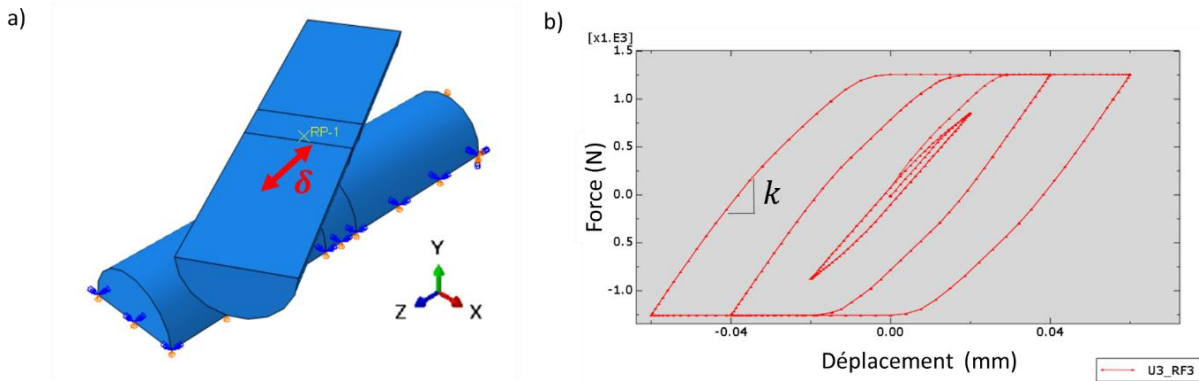 a)
RP-1
δ
Y
Z
X
b)
[x1.E3]
1.5
1.0
0.5
0.0
0.5
-1.0
Force (N)
k
-0.04
0.00
0.04
Déplacement (mm)
U3_RF3